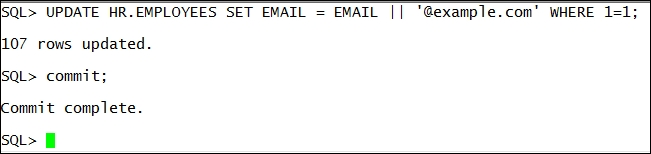 SQL> UPDATE HR.EMPLOYEES SET EMAIL = EMAIL || '@example.com' WHERE 1=1;
107 rows updated.
SQL> commit;
Commit complete.
SQL>